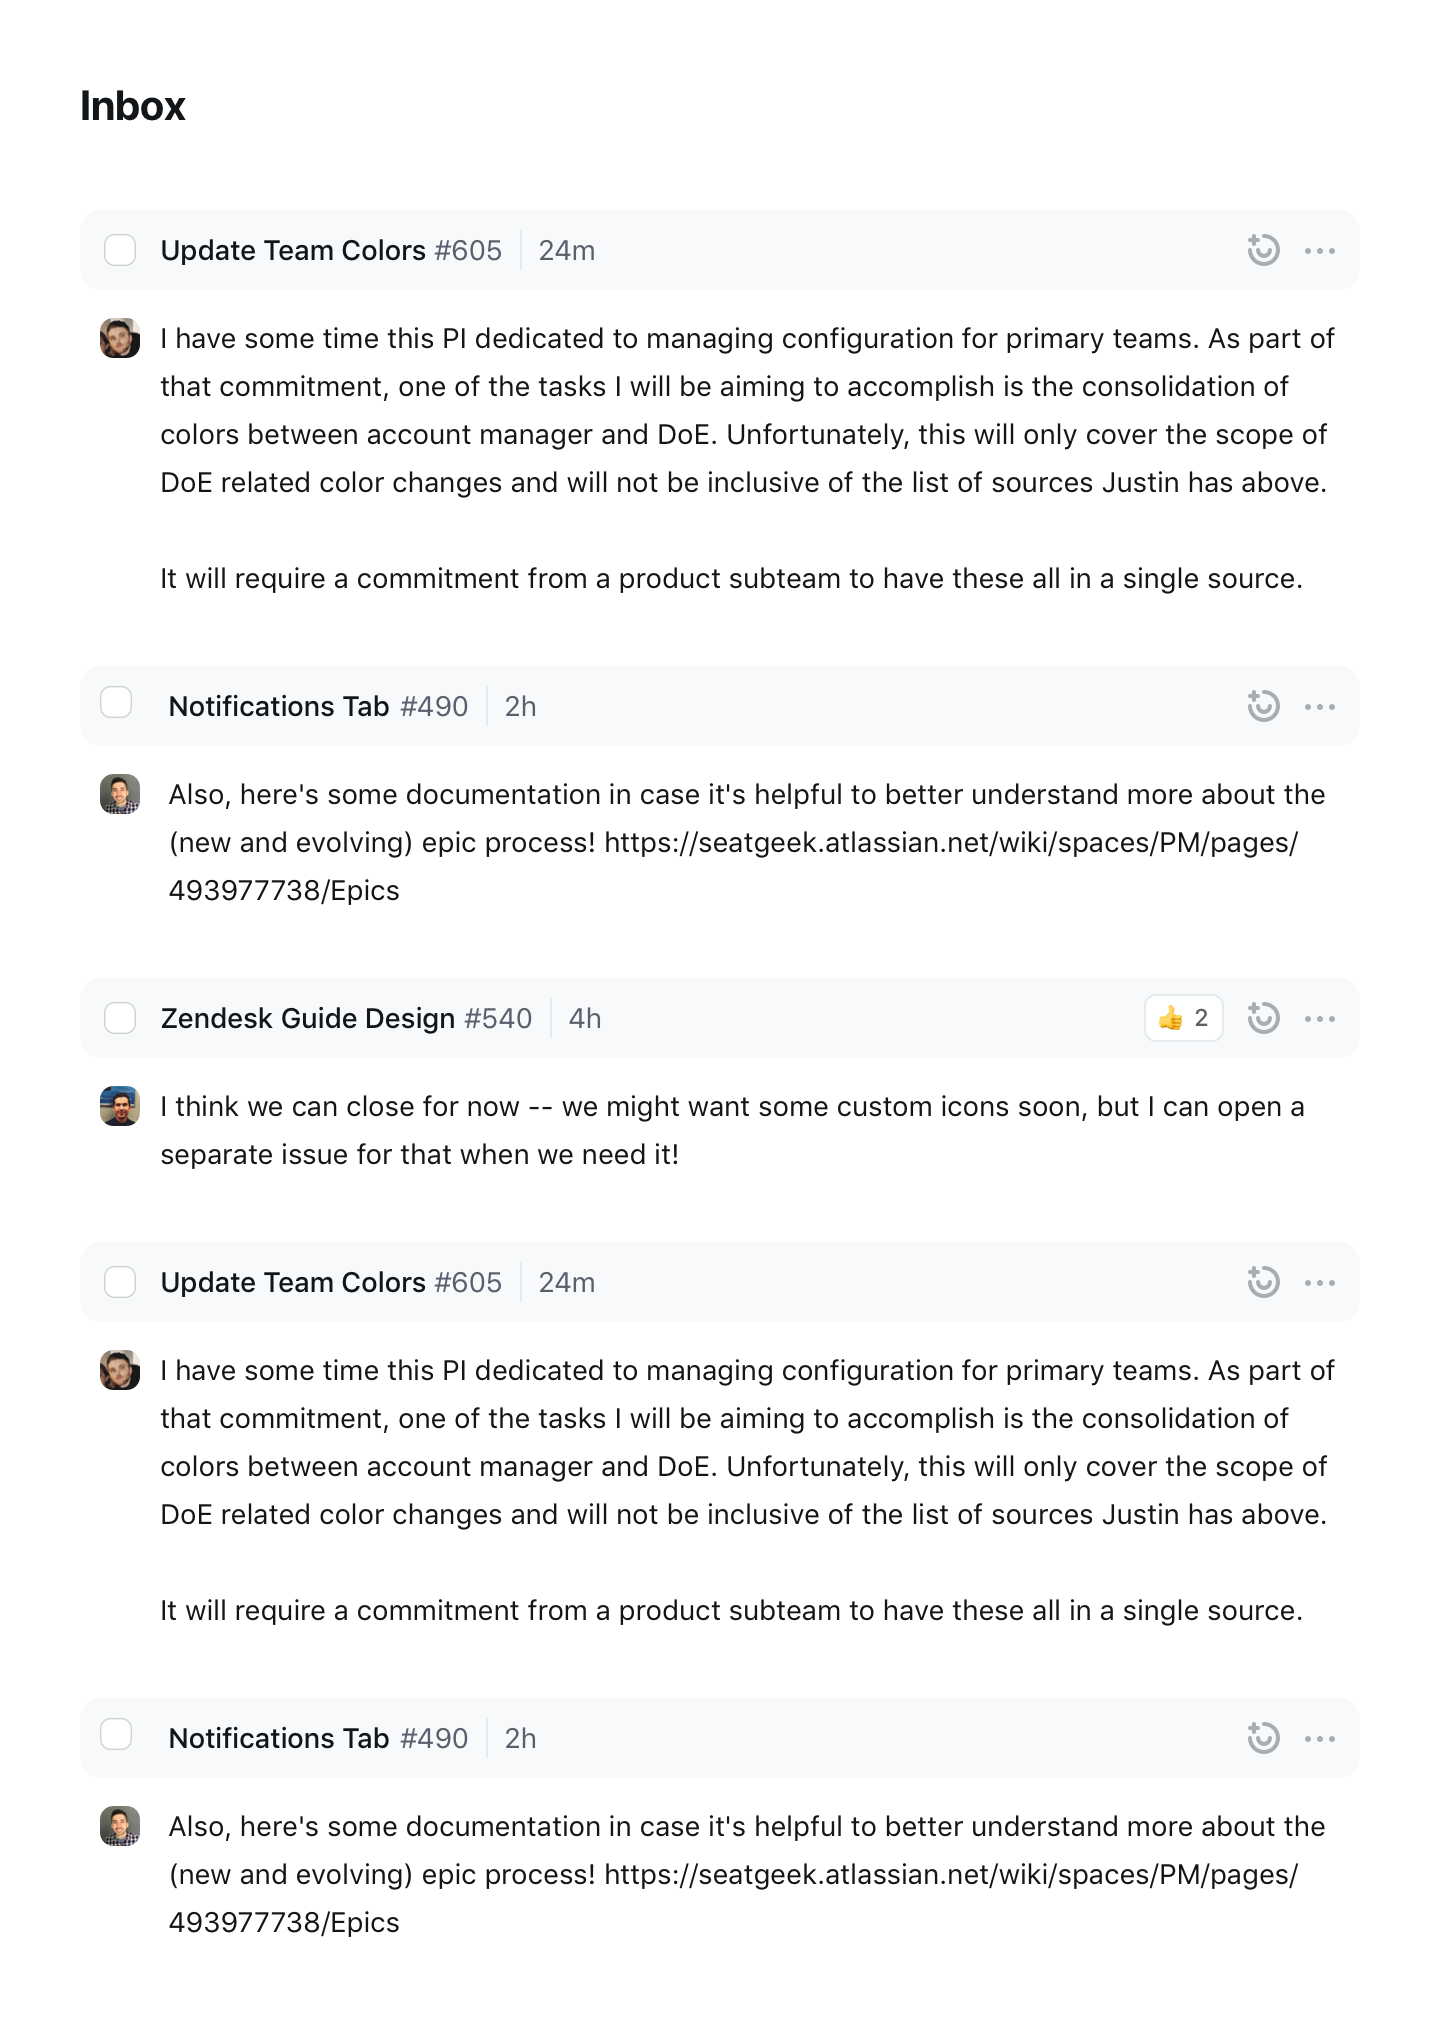 Inbox
Update Team Colors #605 24m
I have some time this PI dedicated to managing configuration for primary teams. As part of
that commitment, one of the tasks I will be aiming to accomplish is the consolidation of
colors between account manager and DoE. Unfortunately, this will only cover the scope of
DoE related color changes and will not be inclusive of the list of sources Justin has above.
It will require a commitment from a product subteam to have these all in a single source.
Notifications Tab #490 2h
Also, here's some documentation in case it's helpful to better understand more about the
(new and evolving) epic process! https://seatgeek.atlassian.net/wiki/spaces/PM/pages/
493977738/Epics
Zendesk Guide Design #540 4h 👍 2
I think we can close for now -- we might want some custom icons soon, but I can open a
separate issue for that when we need it!
Update Team Colors #605 24m
I have some time this PI dedicated to managing configuration for primary teams. As part of
that commitment, one of the tasks I will be aiming to accomplish is the consolidation of
colors between account manager and DoE. Unfortunately, this will only cover the scope of
DoE related color changes and will not be inclusive of the list of sources Justin has above.
It will require a commitment from a product subteam to have these all in a single source.
Notifications Tab #490 2h
Also, here's some documentation in case it's helpful to better understand more about the
(new and evolving) epic process! https://seatgeek.atlassian.net/wiki/spaces/PM/pages/
493977738/Epics